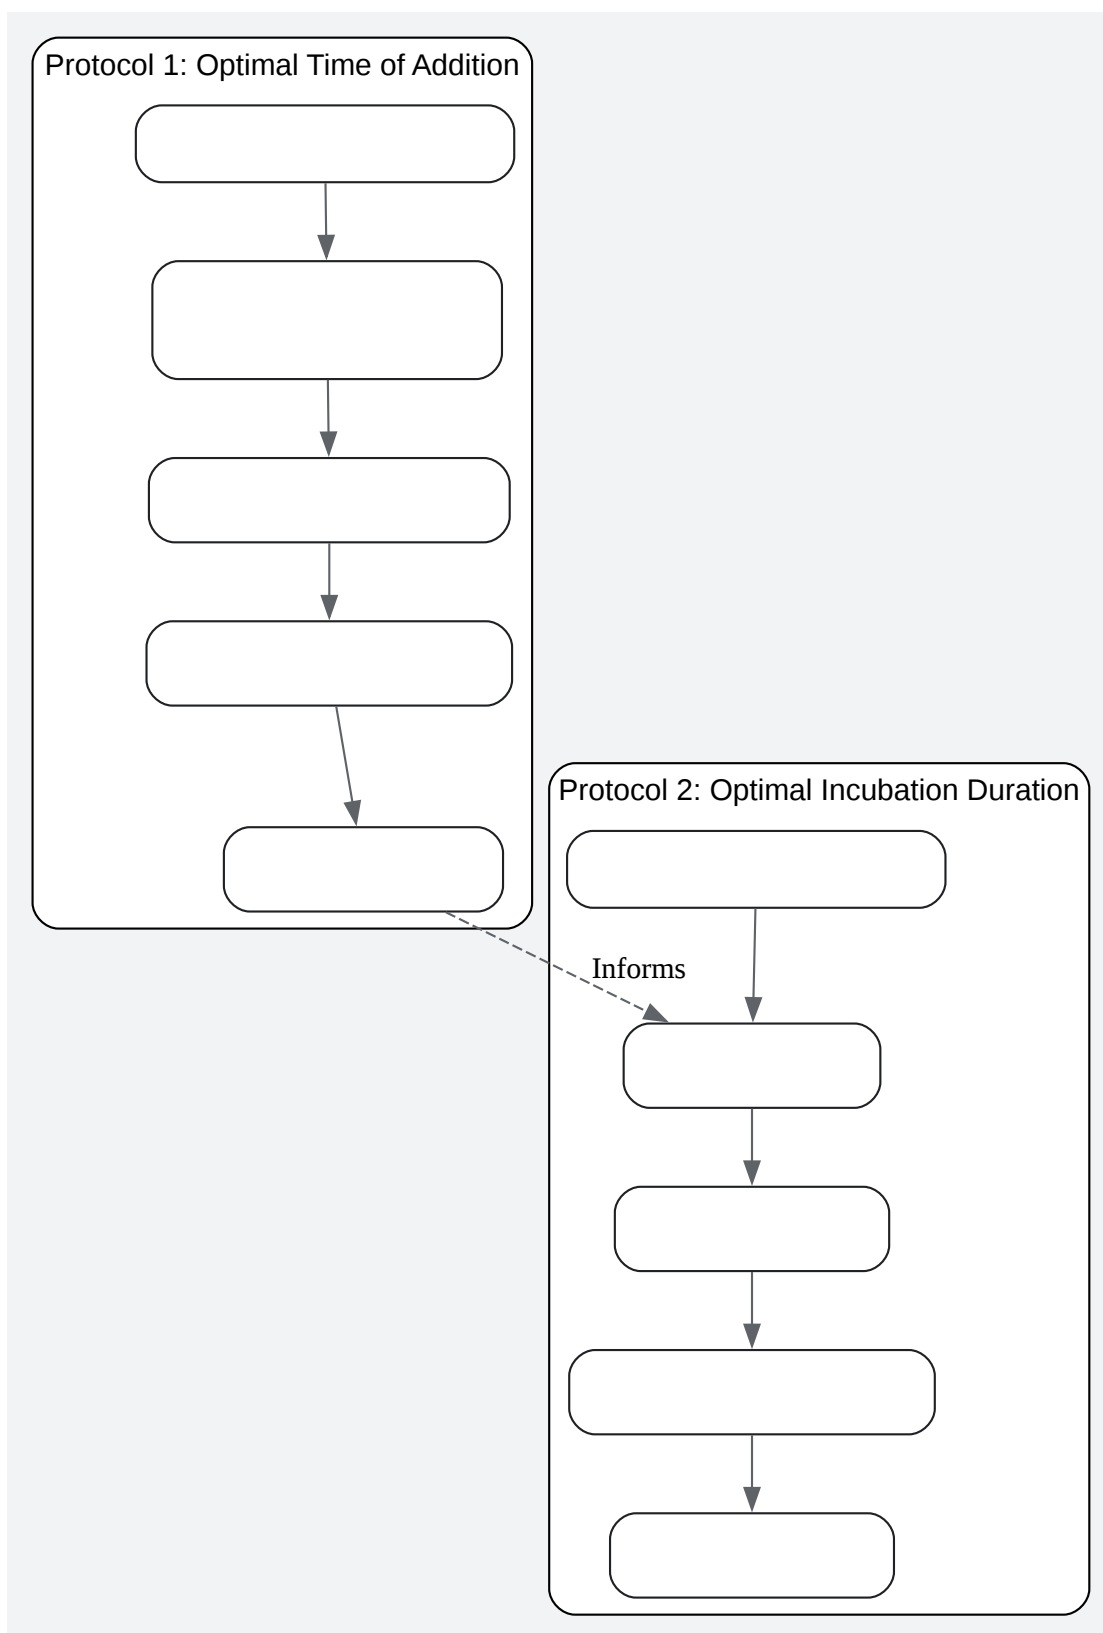 Protocol 1: Optimal Time of Addition
Protocol 2: Optimal Incubation Duration
Informs